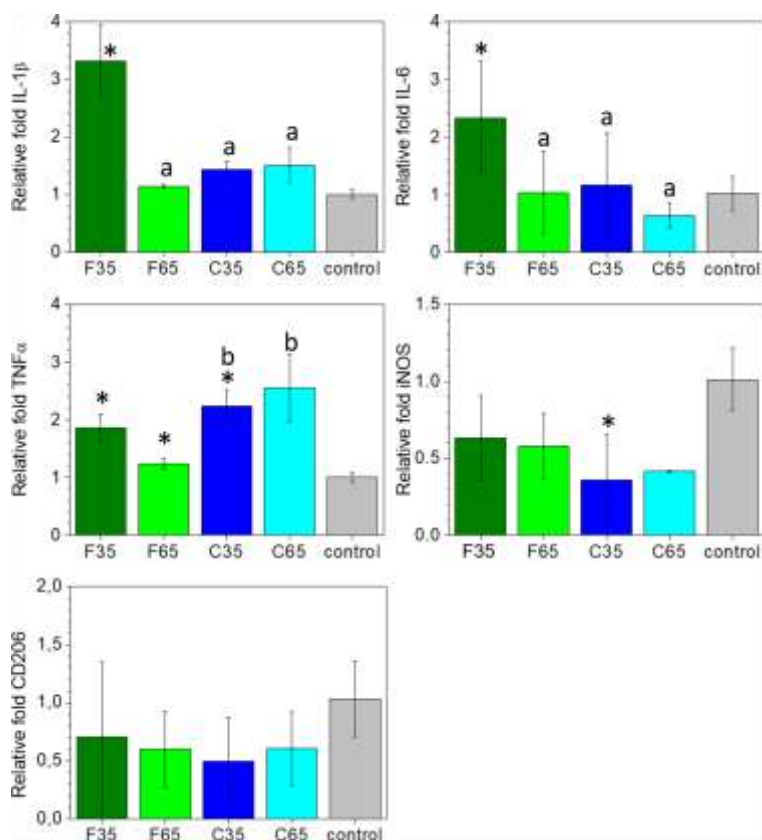 Relative fold IL-1β
4
3
2
1
0
*
a
a
a
F35 F65 C35 C65 control
Relative fold IL-6
4
3
2
1
0
*
a
a
a
F35 F65 C35 C65 control
Relative fold TNFα
4
3
2
1
0
*
*
b
*
b
F35 F65 C35 C65 control
Relative fold iNOS
1.5
1.0
0.5
0.0
*
F35 F65 C35 C65 control
Relative fold CD206
2,0
1,5
1,0
0,5
0,0
F35 F65 C35 C65 control